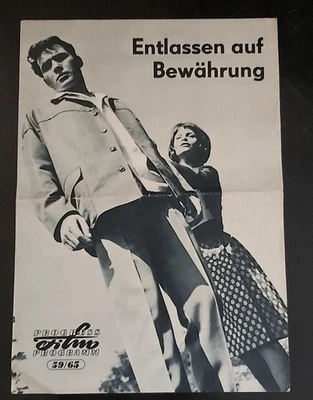 Entlassen auf
Bewährung
PROGRESS
Film
PROGRAMM
59/65